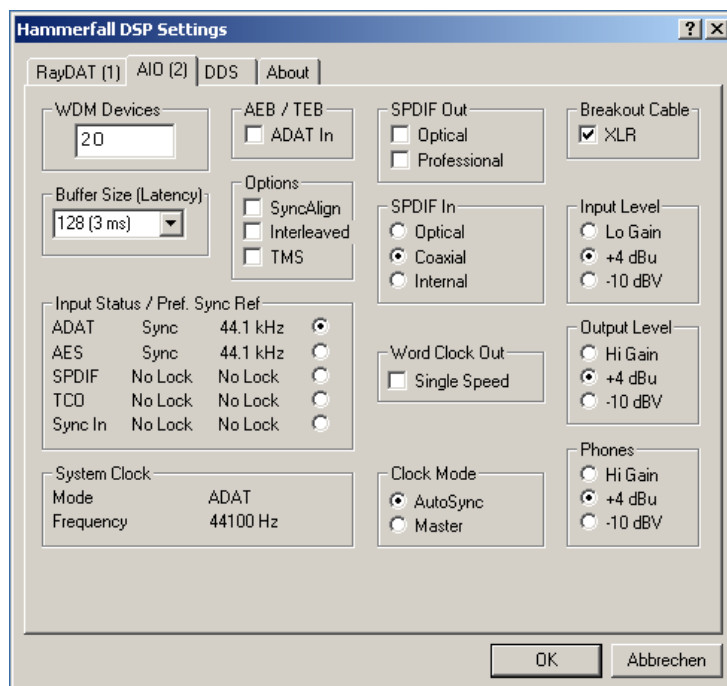 Hammerfall DSP Settings
RayDAT (1) AIO (2) DDS About
WDM Devices
20
Buffer Size (Latency)
128 (3 ms)
AEB / TEB
ADAT In
Options
SyncAlign
Interleaved
TMS
SPDIF Out
Optical
Professional
SPDIF In
Optical
Coaxial
Internal
Breakout Cable
XLR
Input Level
Lo Gain
+4 dBu
-10 dBV
Input Status / Pref. Sync Ref
ADAT Sync 44.1 kHz
AES Sync 44.1 kHz
SPDIF No Lock No Lock
TCO No Lock No Lock
Sync In No Lock No Lock
Word Clock Out
Single Speed
Output Level
Hi Gain
+4 dBu
-10 dBV
System Clock
Mode ADAT
Frequency 44100 Hz
Clock Mode
AutoSync
Master
Phones
Hi Gain
+4 dBu
-10 dBV
OK Abbrechen